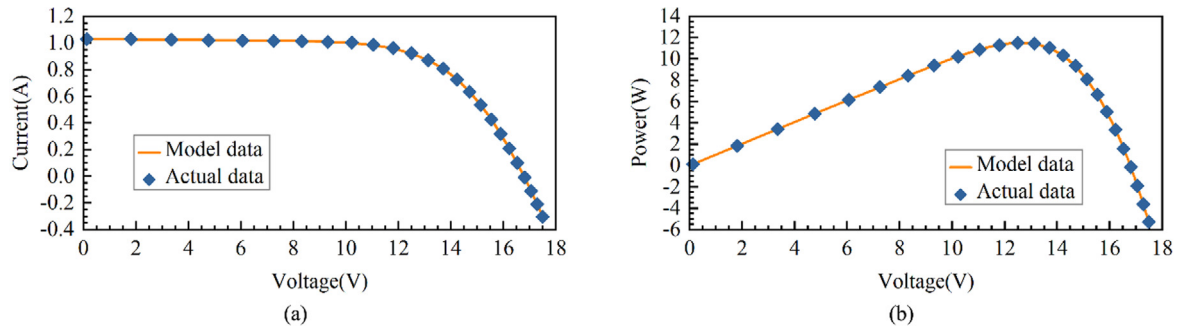 1.2
1.0
0.8
0.6
0.4
0.2
0.0
-0.2
-0.4
Current(A)
Model data
Actual data
0 2 4 6 8 10 12 14 16 18
Voltage(V)
(a)
14
12
10
8
6
4
2
0
-2
-4
-6
Power(W)
Model data
Actual data
0 2 4 6 8 10 12 14 16 18
Voltage(V)
(b)